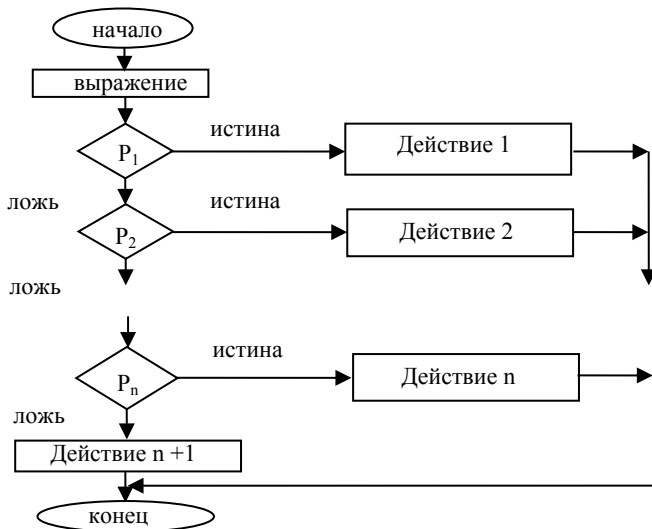 начало
выражение
истина
P₁
Действие 1
ложь
истина
P₂
Действие 2
ложь
истина
Pₙ
Действие n
ложь
Действие n +1
конец